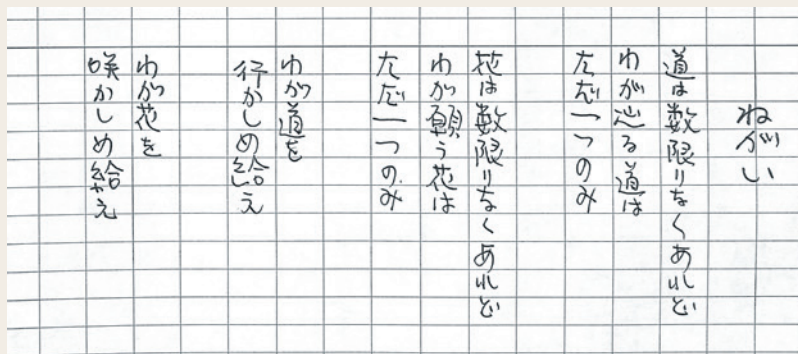 ねがい
道は数限りなくあれど
わが辿る道は
ただ一つのみ
花は数限りなくあれど
わが願う花は
ただ一つのみ
わが道を
行かしめ給え
わが花を
咲かしめ給え